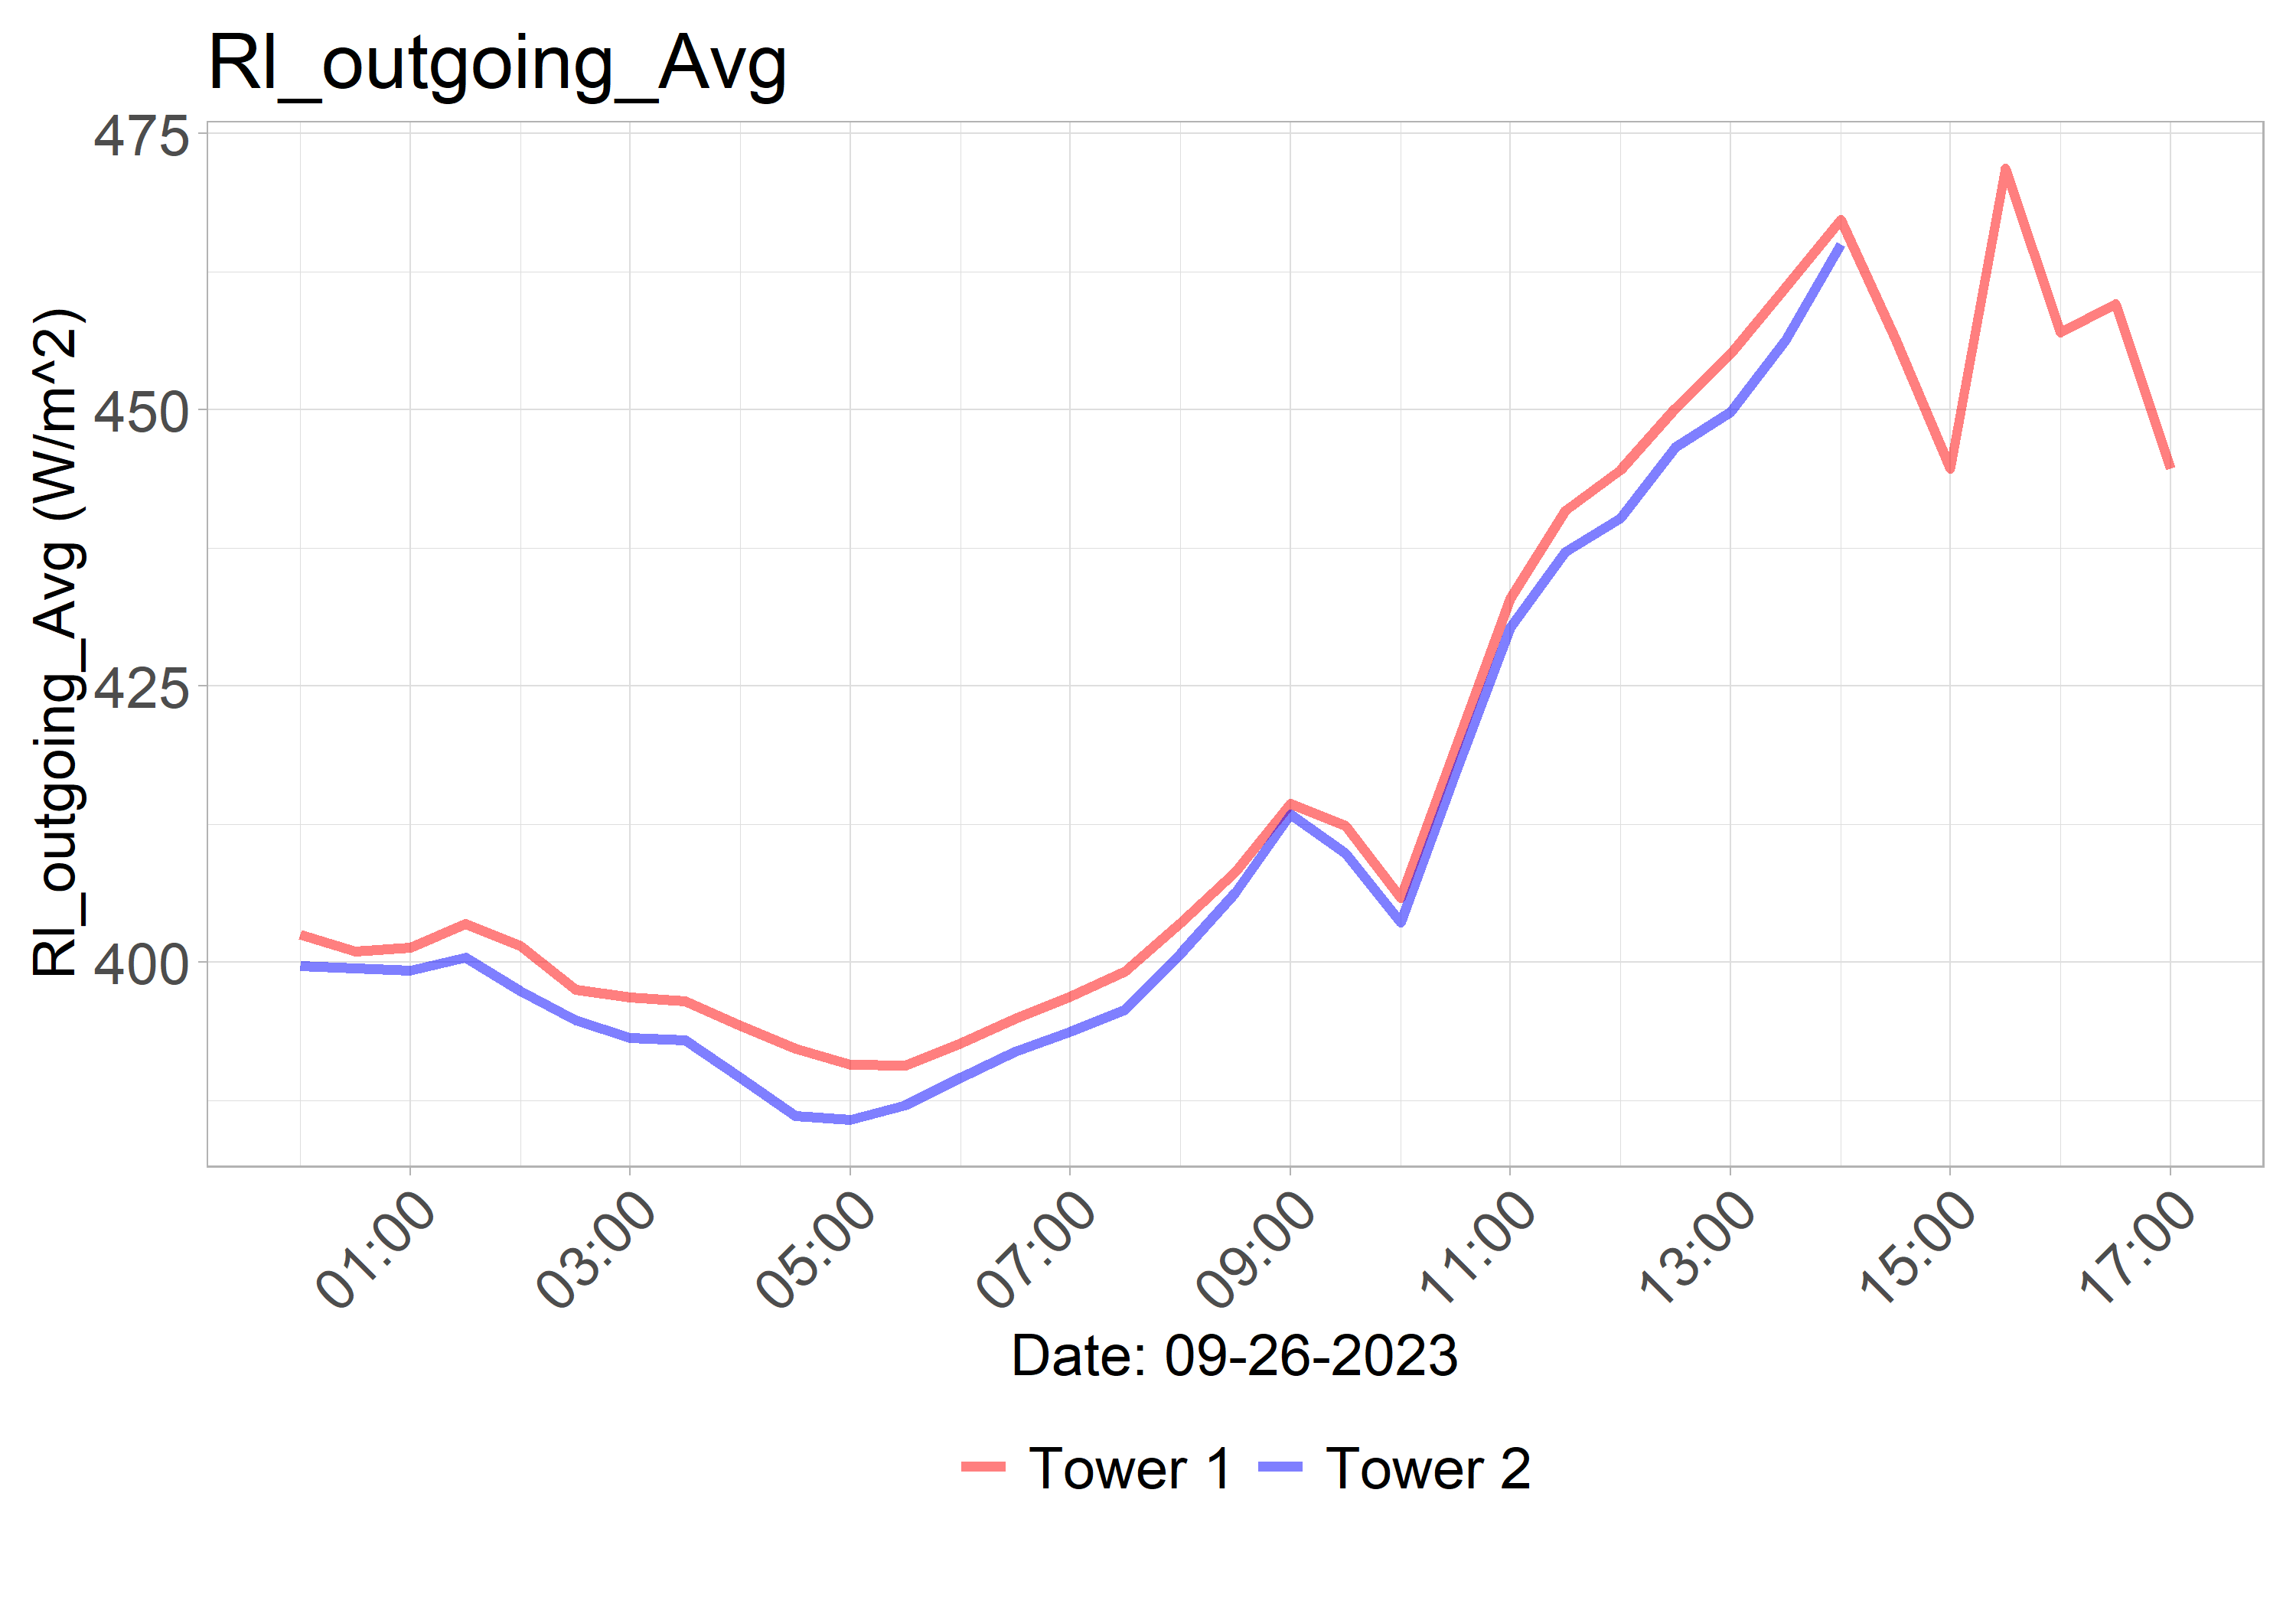 Rl_outgoing_Avg
Rl_outgoing_Avg (W/m^2)
475
450
425
400
01:00
03:00
05:00
07:00
09:00
11:00
13:00
15:00
17:00
Date: 09-26-2023
Tower 1
Tower 2